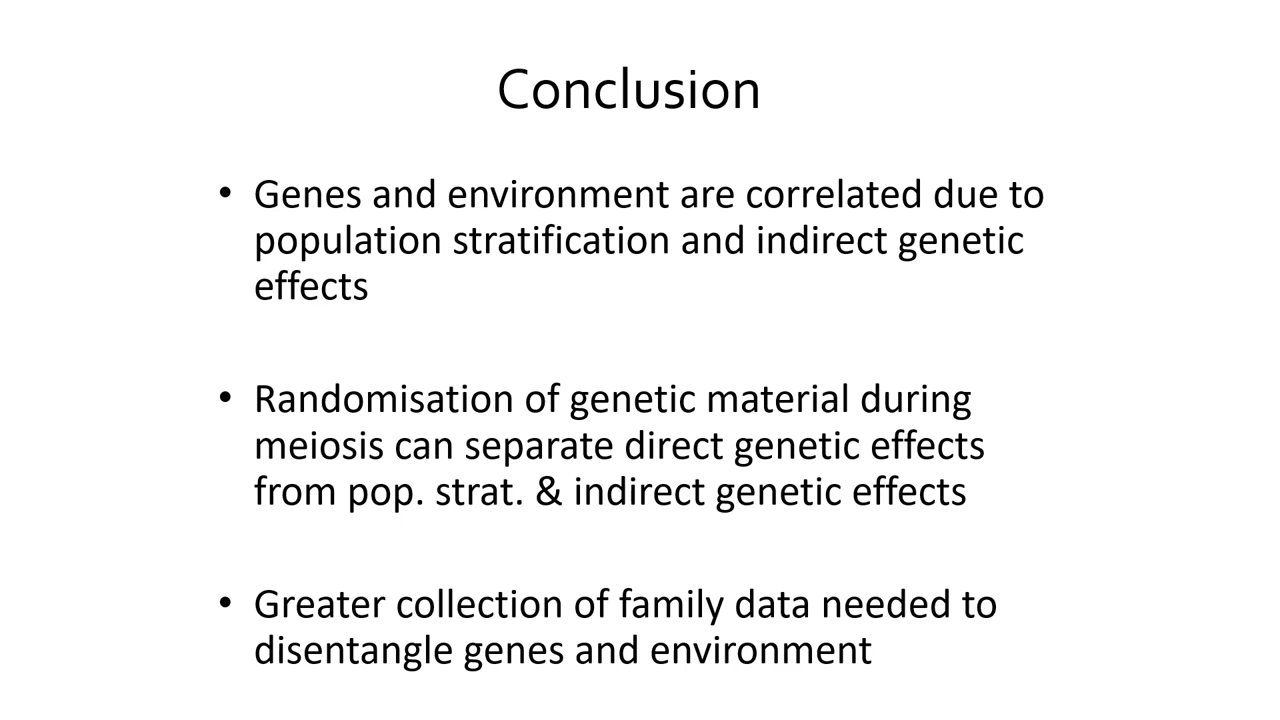 Conclusion
• Genes and environment are correlated due to
population stratification and indirect genetic
effects
• Randomisation of genetic material during
meiosis can separate direct genetic effects
from pop. strat. & indirect genetic effects
• Greater collection of family data needed to
disentangle genes and environment